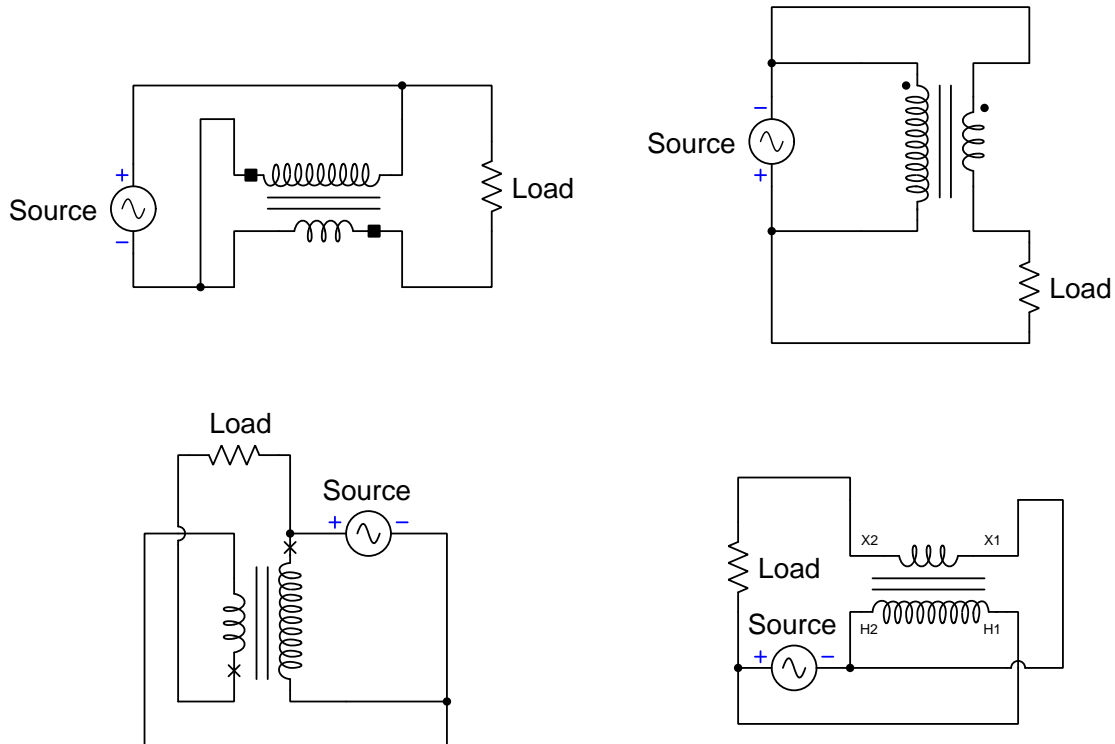 +
Source
−
Load
−
Source
+
Load
Load
Source
+ −
X2 X1
Load
Source
H2 H1
+ −